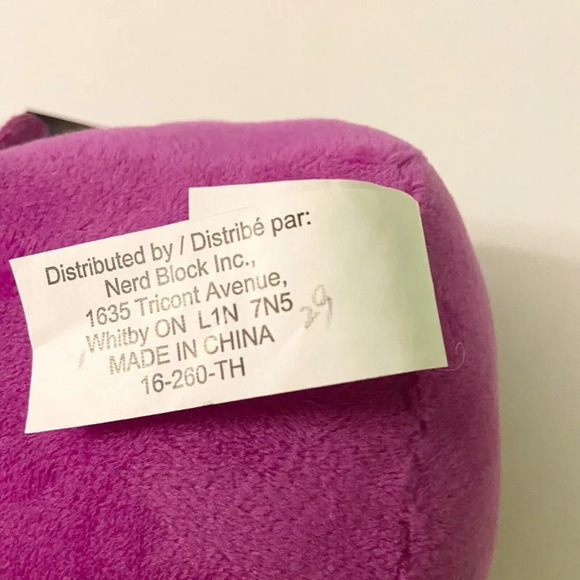 Distributed by / Distribé par:
Nerd Block Inc.,
1635 Tricont Avenue,
Whitby ON L1N 7N5
29
MADE IN CHINA
16-260-TH